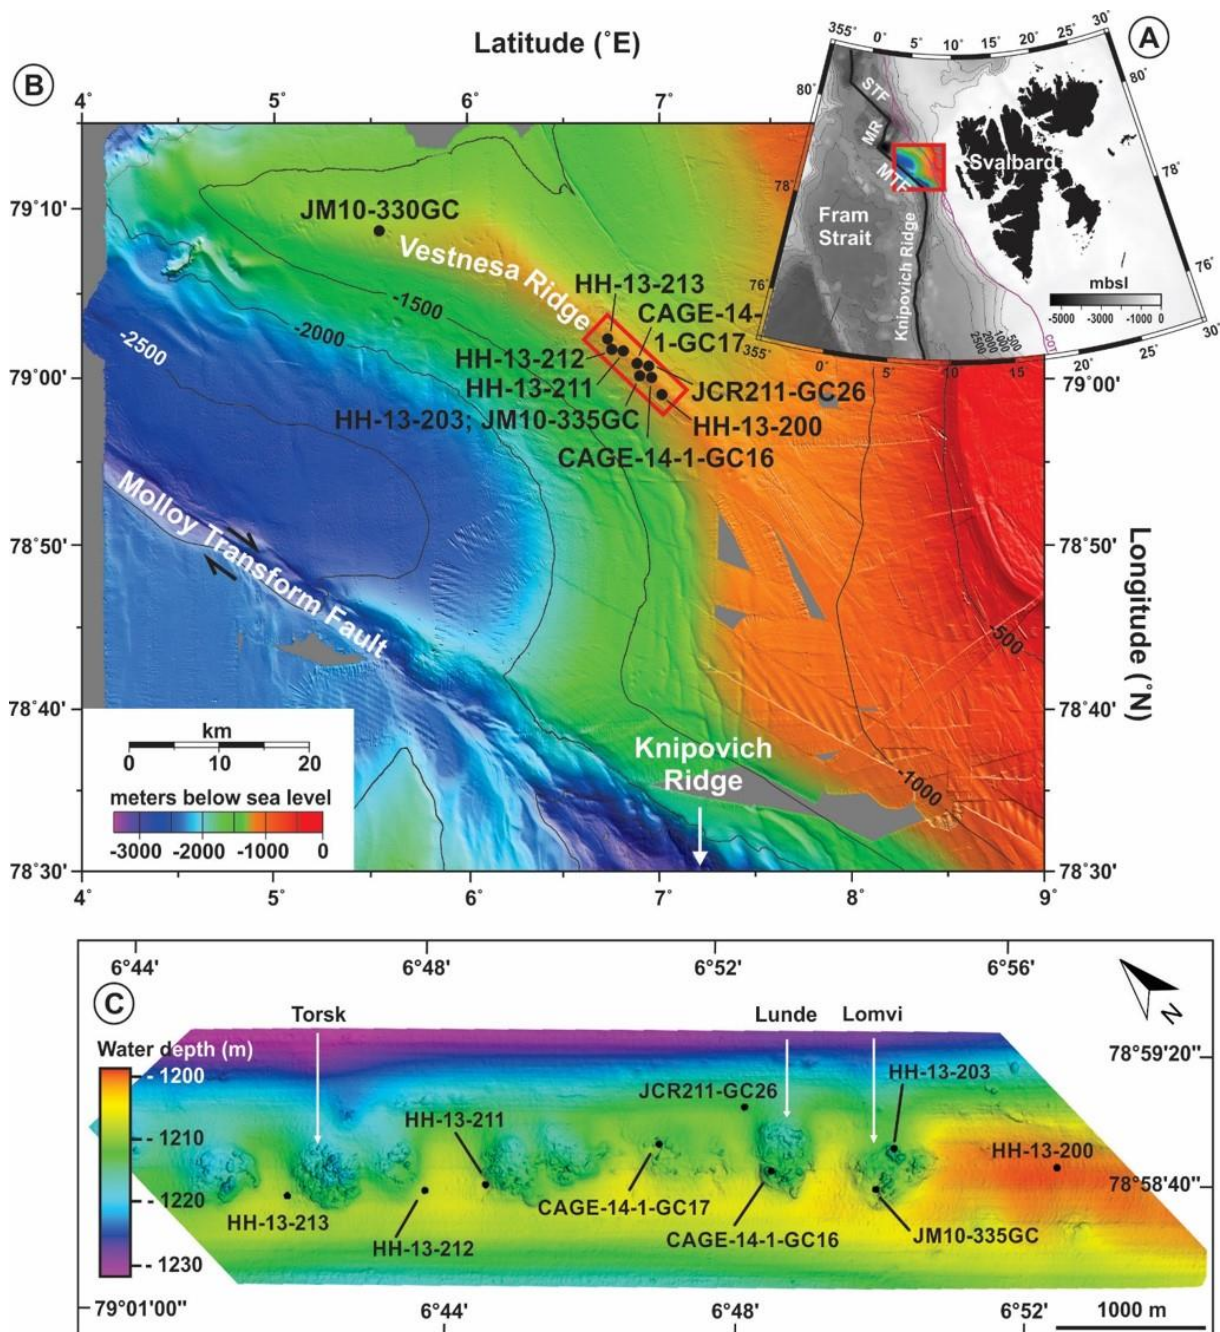 Latitude (˚E)
B
4˚
5˚
6˚
7˚
79˚10'
79˚00'
78˚50'
78˚40'
78˚30'
JM10-330GC
Vestnesa Ridge
HH-13-213
CAGE-14-
1-GC17
HH-13-212
HH-13-211
JCR211-GC26
HH-13-203; JM10-335GC
HH-13-200
CAGE-14-1-GC16
-1500
-2000
-2500
Molloy Transform Fault
-500
-1000
Knipovich
Ridge
km
0
10
20
meters below sea level
-3000
-2000
-1000
0
4˚
5˚
6˚
7˚
8˚
9˚
79˚00'
78˚50'
78˚40'
78˚30'
Longitude (˚N)
A
355˚
0˚
5˚
10˚
15˚
20˚
25˚
30˚
80˚
78˚
76˚
80˚
78˚
76˚
STF
MR
MTF
Svalbard
Fram
Strait
Knipovich Ridge
mbsl
-5000
-3000
-1000
0
2500
2000
1500
1000
500
COT
355˚
0˚
5˚
10˚
15
20˚
25˚
30˚
6˚44'
6˚48'
6˚52'
6˚56'
C
Torsk
Lunde
Lomvi
N
Water depth (m)
- 1200
- 1210
- 1220
- 1230
HH-13-203
JCR211-GC26
HH-13-211
HH-13-200
CAGE-14-1-GC17
HH-13-213
HH-13-212
CAGE-14-1-GC16
JM10-335GC
78˚59'20''
78˚58'40''
79˚01'00''
6˚44'
6˚48'
6˚52'
1000 m